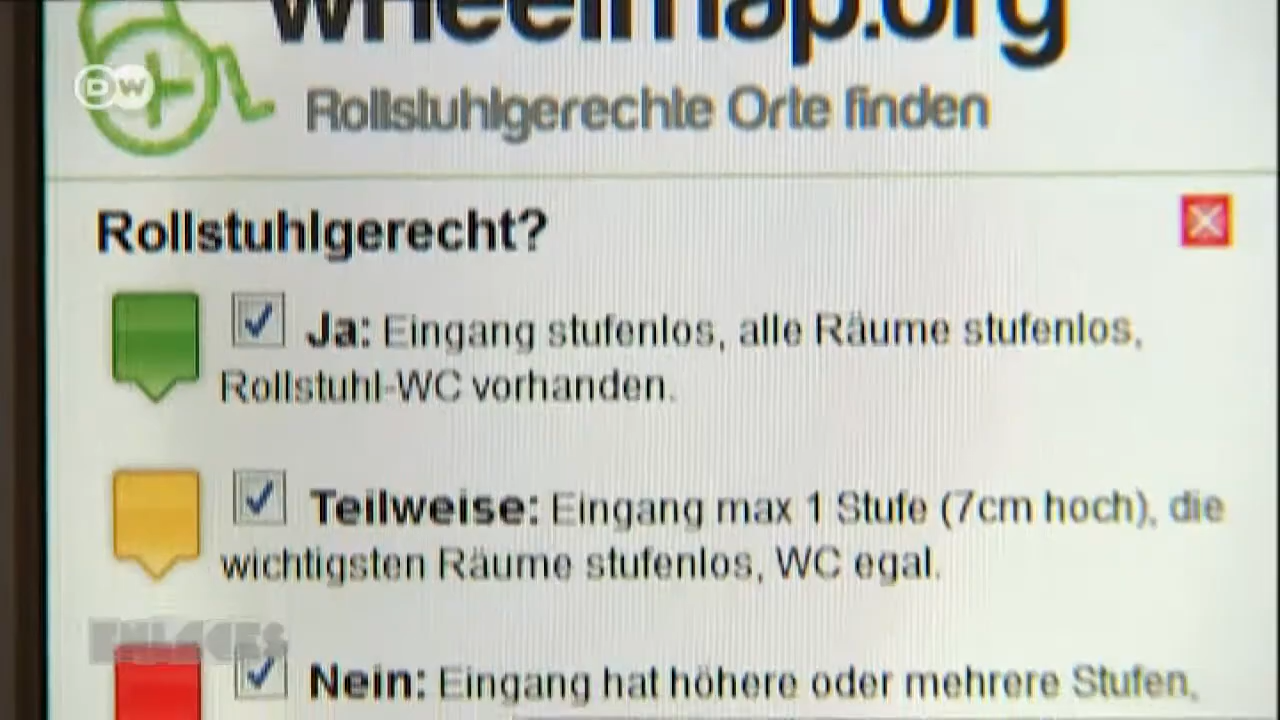 wheelmap.org
DW
Rollstuhlgerechte Orte finden
Rollstuhlgerecht?
Ja: Eingang stufenlos, alle Räume stufenlos,
Rollstuhl-WC vorhanden.
Teilweise: Eingang max 1 Stufe (7cm hoch), die
wichtigsten Räume stufenlos, WC egal.
ENLACES
Nein: Eingang hat höhere oder mehrere Stufen,